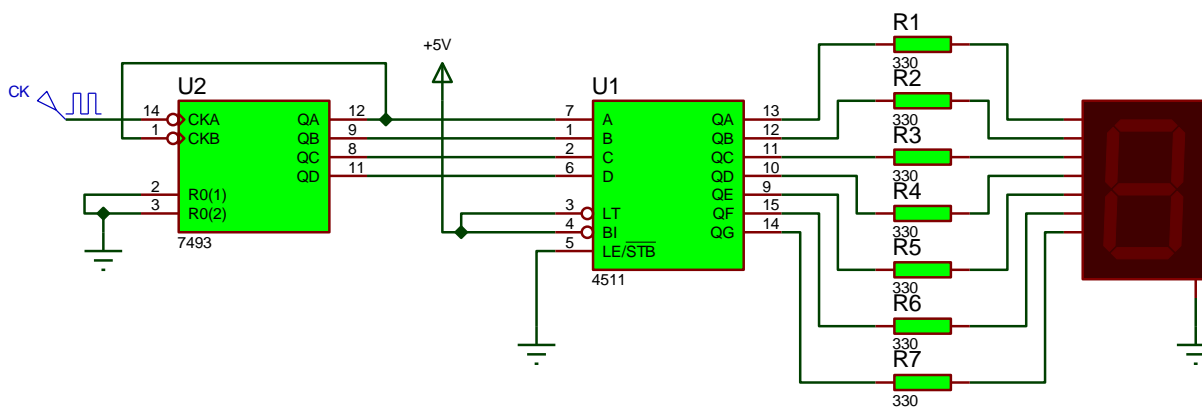 R1
330
R2
330
R3
330
R4
330
R5
330
R6
330
R7
330
+5V
CK
U2
14 CKA QA 12
1 CKB QB 9
QC 8
QD 11
2 R0(1)
3 R0(2)
7493
U1
7 A QA 13
1 B QB 12
2 C QC 11
6 D QD 10
QE 9
3 LT QF 15
4 BI QG 14
5 LE/STB
4511